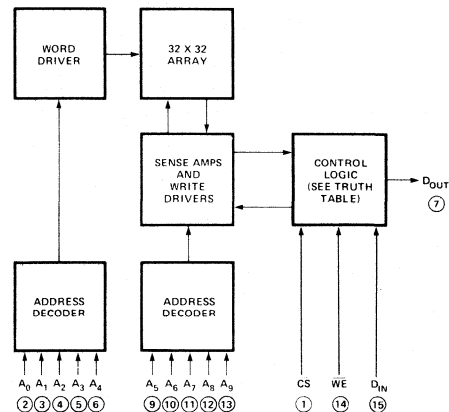 WORD
DRIVER
32 X 32
ARRAY
SENSE AMPS
AND
WRITE
DRIVERS
CONTROL
LOGIC
(SEE TRUTH
TABLE)
DOUT
7
ADDRESS
DECODER
ADDRESS
DECODER
A0 A1 A2 A3 A4
2 3 4 5 6
A5 A6 A7 A8 A9
9 10 11 12 13
CS WE DIN
1 14 15